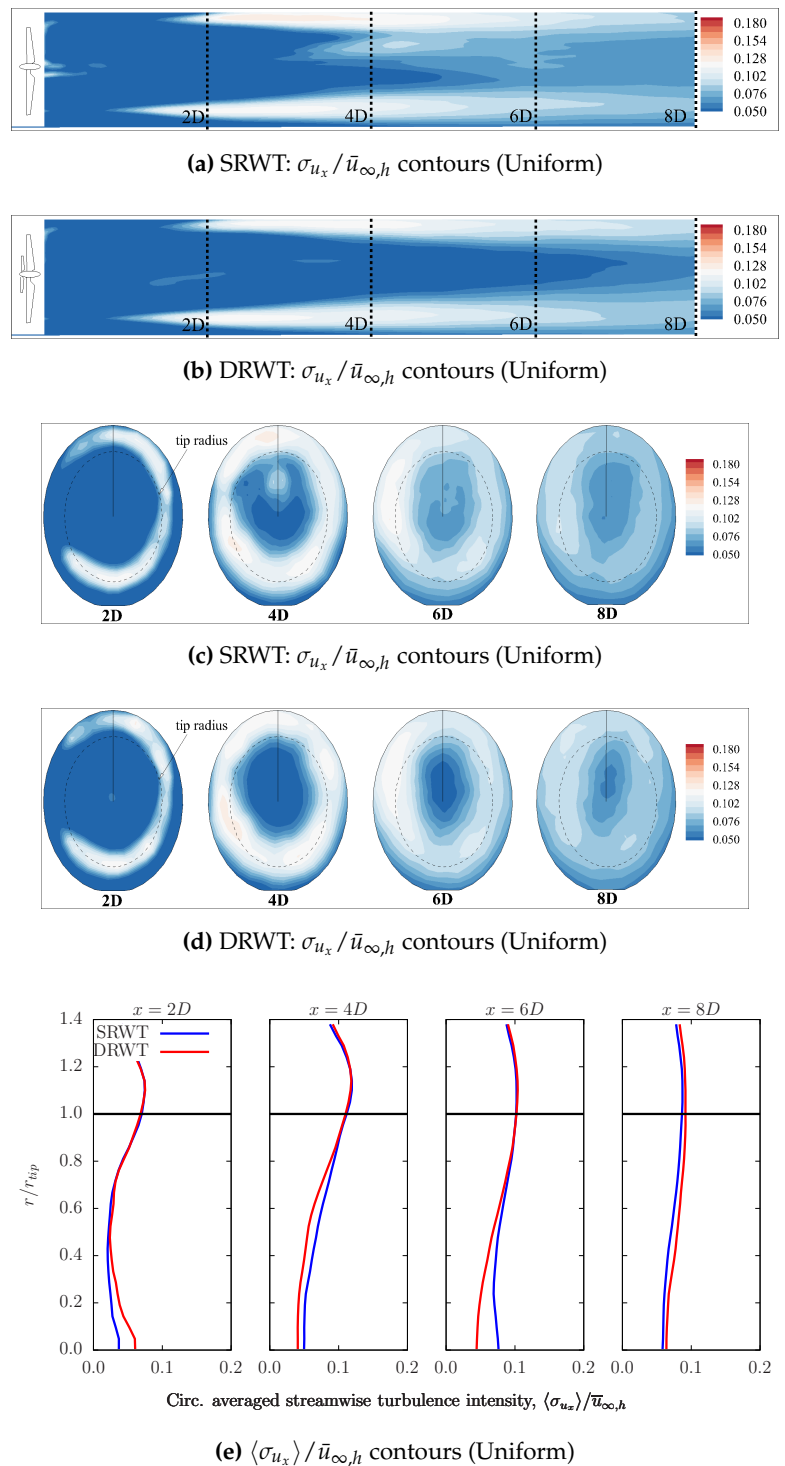 0.180
0.154
0.128
0.102
0.076
0.050
2D 4D 6D 8D
(a) SRWT: σ_{u_x}/ū_{∞,h} contours (Uniform)
0.180
0.154
0.128
0.102
0.076
0.050
2D 4D 6D 8D
(b) DRWT: σ_{u_x}/ū_{∞,h} contours (Uniform)
tip radius
0.180
0.154
0.128
0.102
0.076
0.050
2D 4D 6D 8D
(c) SRWT: σ_{u_x}/ū_{∞,h} contours (Uniform)
tip radius
0.180
0.154
0.128
0.102
0.076
0.050
2D 4D 6D 8D
(d) DRWT: σ_{u_x}/ū_{∞,h} contours (Uniform)
x = 2D x = 4D x = 6D x = 8D
1.4
SRWT
DRWT
1.2
1.0
0.8
r/r_{tip}
0.6
0.4
0.2
0.0
0.0 0.1 0.2 0.0 0.1 0.2 0.0 0.1 0.2 0.0 0.1 0.2
Circ. averaged streamwise turbulence intensity, ⟨σ_{u_x}⟩/ū_{∞,h}
(e) ⟨σ_{u_x}⟩/ū_{∞,h} contours (Uniform)